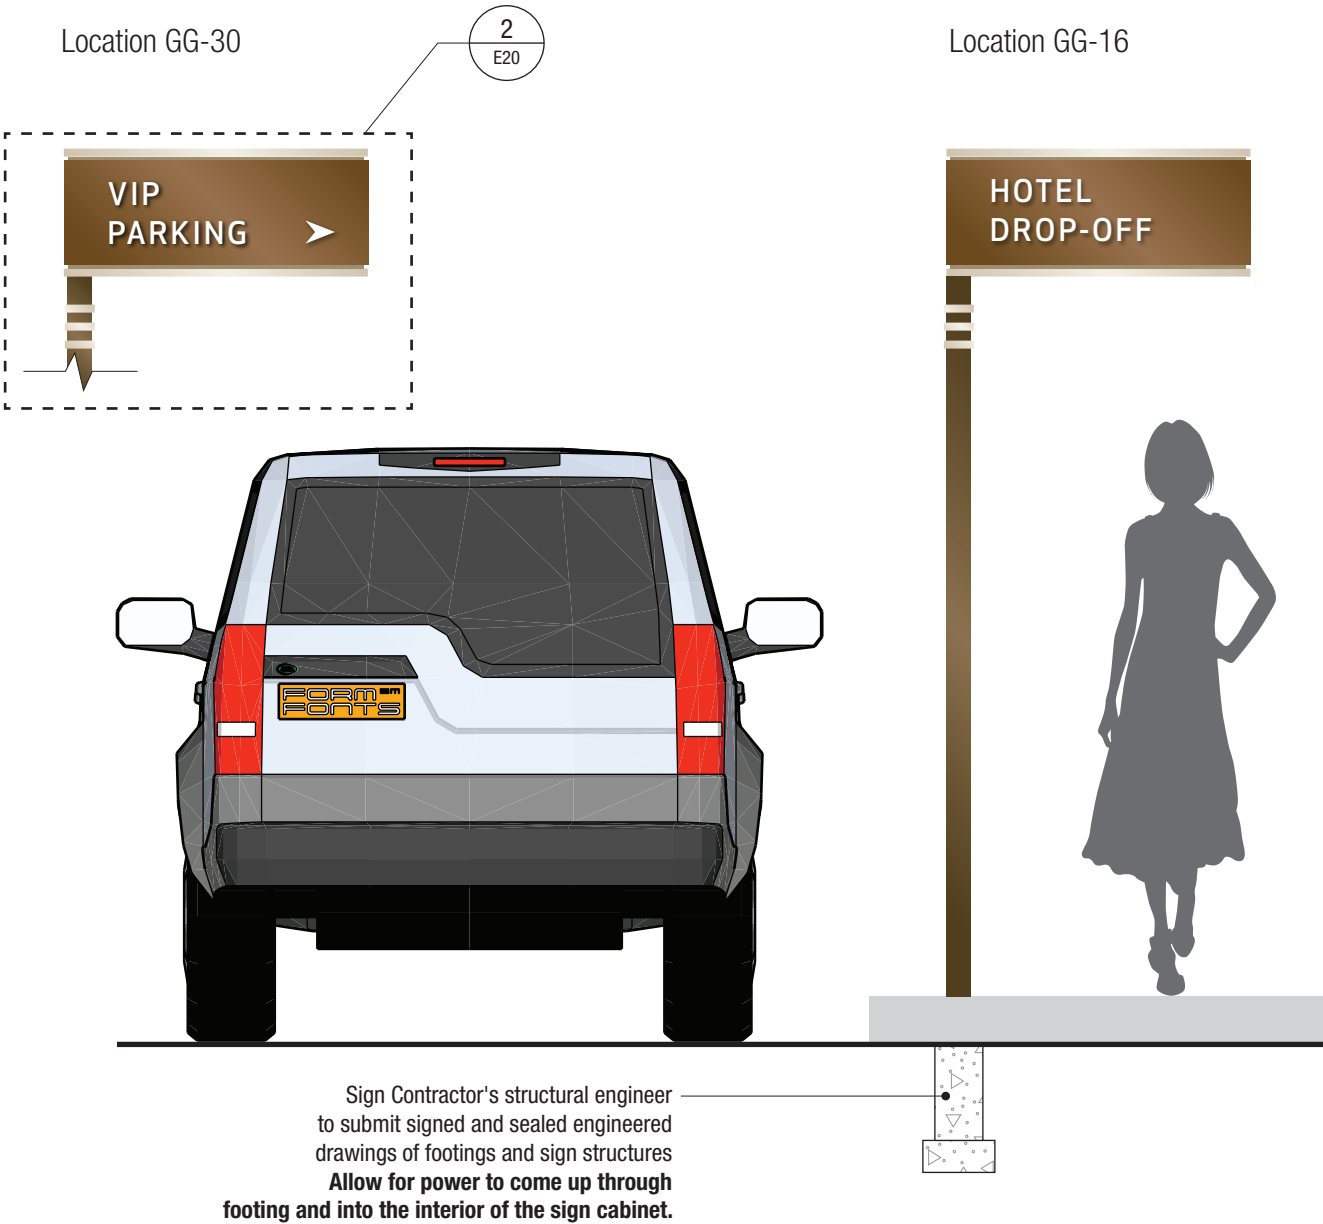 Location GG-30
2
E20
Location GG-16
VIP
PARKING
HOTEL
DROP-OFF
FORM SM
FONTS
Sign Contractor's structural engineer
to submit signed and sealed engineered
drawings of footings and sign structures
Allow for power to come up through
footing and into the interior of the sign cabinet.